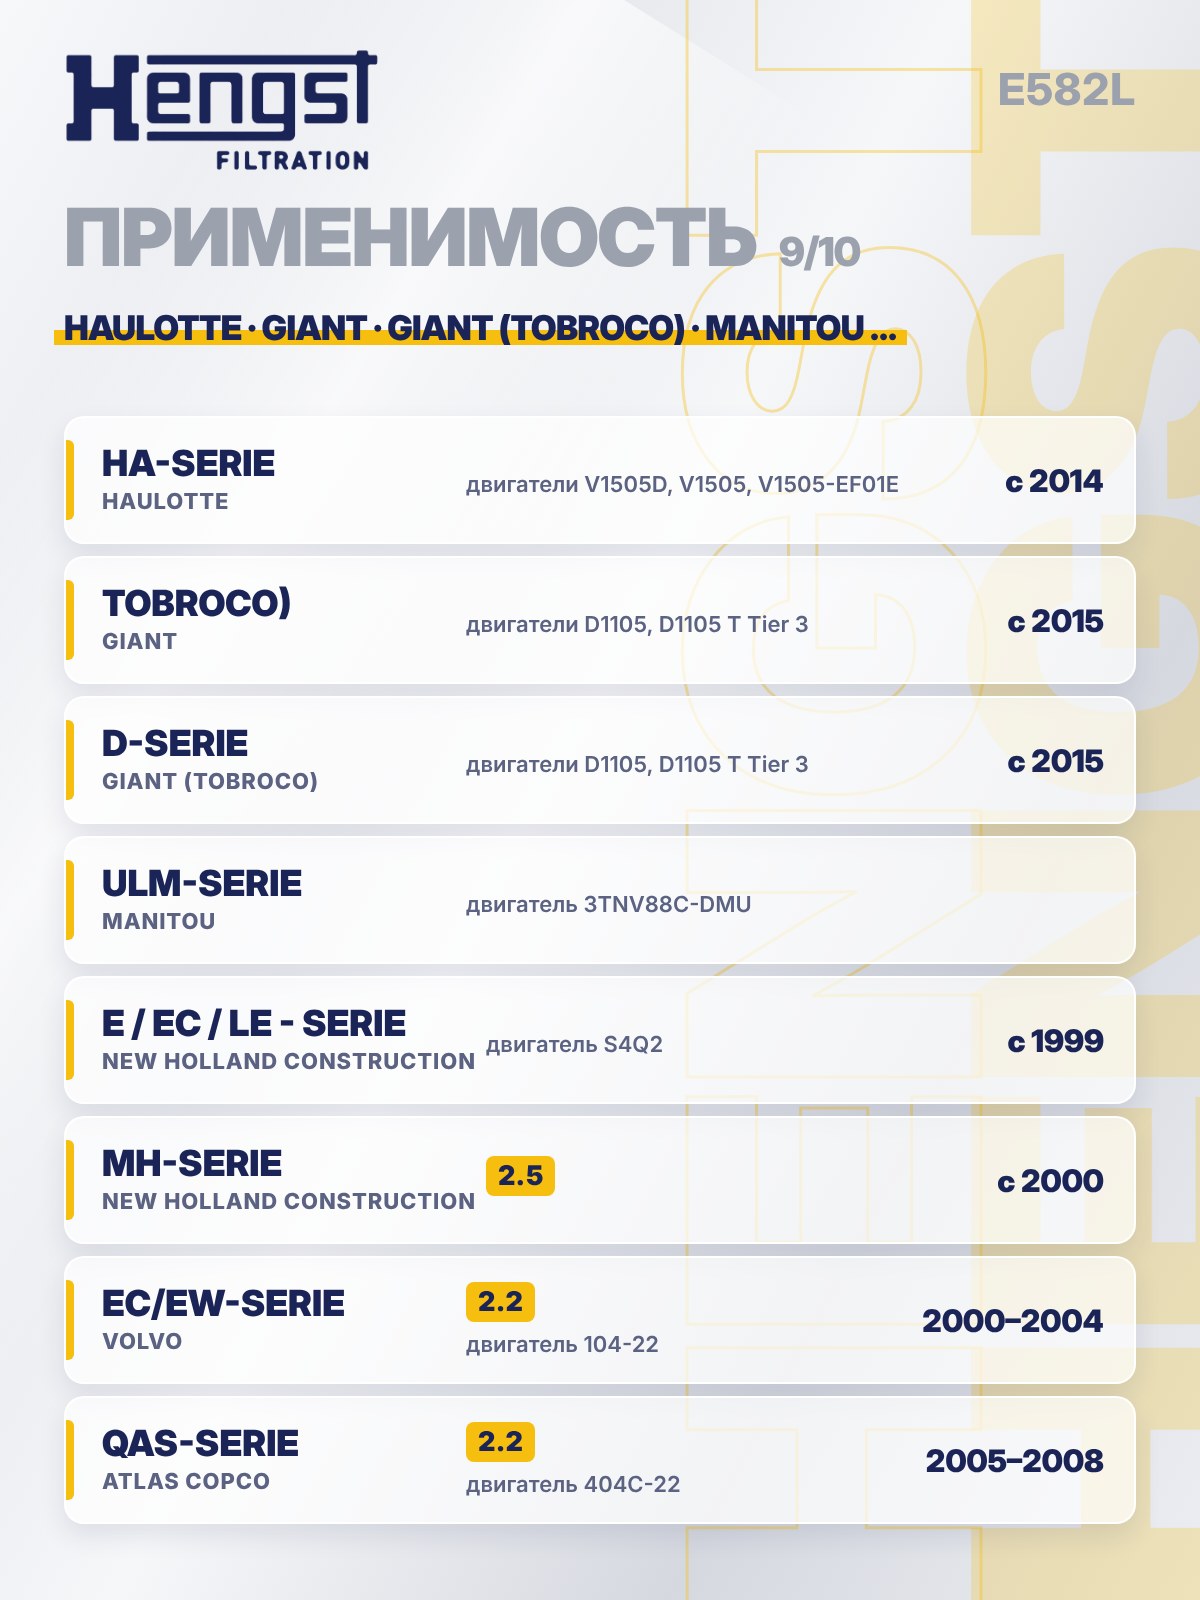 Hengst
FILTRATION
E582L
ПРИМЕНИМОСТЬ 9/10
HAULOTTE · GIANT · GIANT (TOBROCO) · MANITOU ...
HA-SERIE
HAULOTTE
двигатели V1505D, V1505, V1505-EF01E
с 2014
TOBROCO)
GIANT
двигатели D1105, D1105 T Tier 3
с 2015
D-SERIE
GIANT (TOBROCO)
двигатели D1105, D1105 T Tier 3
с 2015
ULM-SERIE
MANITOU
двигатель 3TNV88C-DMU
E / EC / LE - SERIE
NEW HOLLAND CONSTRUCTION
двигатель S4Q2
с 1999
MH-SERIE
NEW HOLLAND CONSTRUCTION
2.5
с 2000
EC/EW-SERIE
VOLVO
2.2
двигатель 104-22
2000–2004
QAS-SERIE
ATLAS COPCO
2.2
двигатель 404C-22
2005–2008
HENGST
HENGST